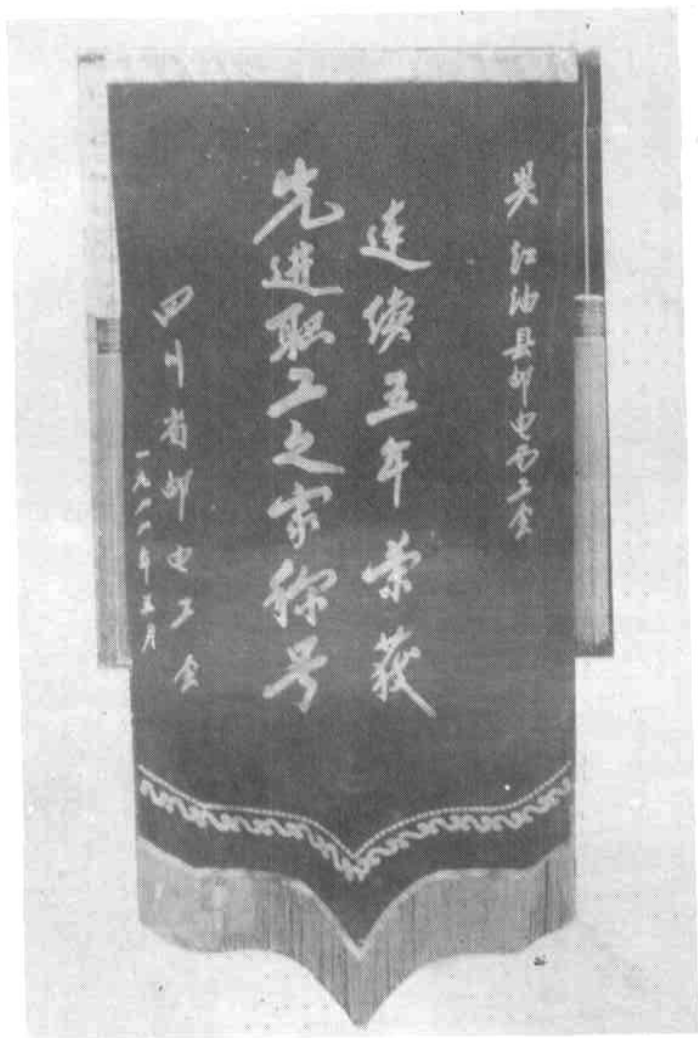 奖 江油县邮电局工会
连续五年荣获
先进职工之家称号
四川省邮电工会
一九八八年五月